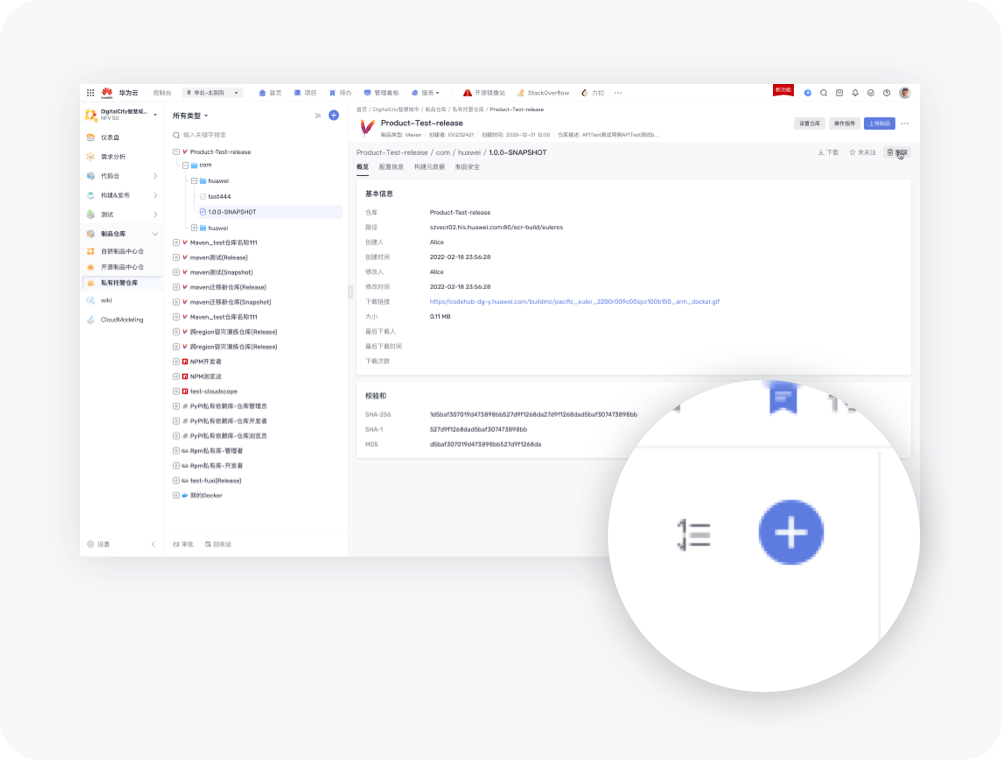 HUAWEI
华为云 控制台 华北-北京四 首页 项目 待办 管理看板 服务 开源镜像站 StackOverflow 力扣 ···
新功能
DigitalCity智慧城...
NFV 5G
仪表盘
需求分析
代码仓
构建&发布
测试
制品仓库
自研制品中心仓
开源制品中心仓
私有托管仓库
wiki
CloudModeling
设置
所有类型
输入关键字搜索
Product-Test-release
com
huawei
test444
1.0.0-SNAPSHOT
huawei
Maven_test仓库名称111
maven测试(Release)
maven测试(Snapshot)
maven迁移新仓库(Release)
maven迁移新仓库(Snapshot)
Maven_test仓库名称111
跨region容灾演练仓库(Release)
跨region容灾演练仓库(Release)
NPM开发者
NPM浏览这
test-cloudscope
PyPI私有依赖库-仓库管理员
PyPI私有依赖库-仓库开发者
PyPI私有依赖库-仓库浏览员
Rpm私有库-管理者
Rpm私有库-开发者
test-fuxi(Release)
我的Docker
审批 回收站
首页 / DigitalCity智慧城市 / 制品仓库 / 私有托管仓库 / Product-Test-release
Product-Test-release
制品类型: Maven 创建者: l00232421 创建时间: 2020-12-01 12:00 仓库描述: APITest测试用例APITest测试...
设置仓库 操作指导 上传制品 ···
Product-Test-release / com / huawei / 1.0.0-SNAPSHOT
下载 未关注 删除
概览 配置信息 构建元数据 制品安全
基本信息
仓库 Product-Test-release
路径 szvecr02.his.huawei.com:80/ecr-build/euleros
创建人 Alice
创建时间 2022-02-18 23:56:28
修改人 Alice
修改时间 2022-02-18 23:56:28
下载链接 https://codehub-dg-y.huawei.com/buildmc/pacific_euler_2200r009c00spc100b150_arm_docker.gif
大小 0.11 MB
最后下载人
最后下载时间
下载次数
校验和
SHA-256 1d5baf307019d473898bb527d9f1268da27d9f1268dad5baf307473898bb
SHA-1 527d9f1268dad5baf307473898bb
MD5 d5baf307019d473898bb527d9f1268da